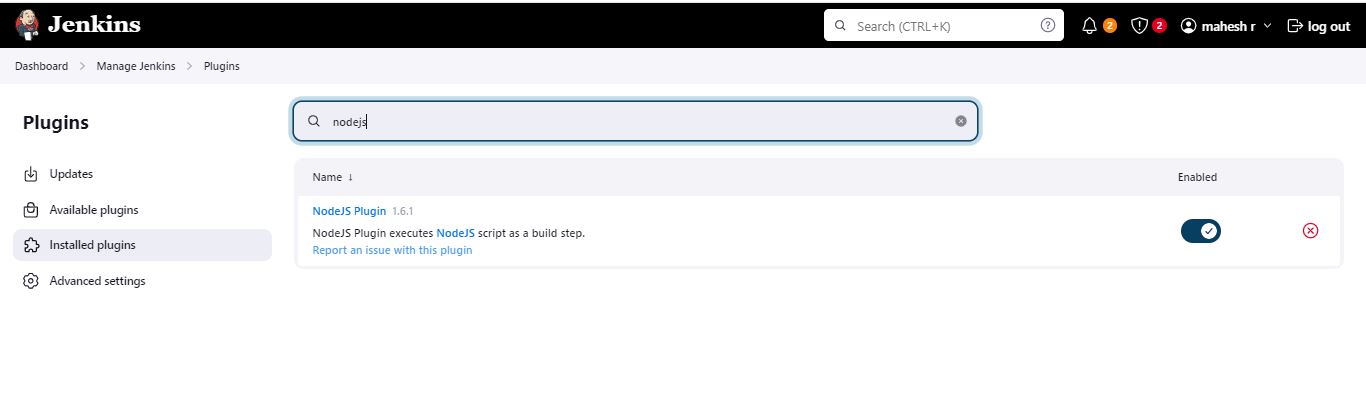 Jenkins
Search (CTRL+K)
2
2
mahesh r
log out
Dashboard
Manage Jenkins
Plugins
Plugins
Updates
Available plugins
Installed plugins
Advanced settings
nodejs
Name ↓
Enabled
NodeJS Plugin 1.6.1
NodeJS Plugin executes NodeJS script as a build step.
Report an issue with this plugin